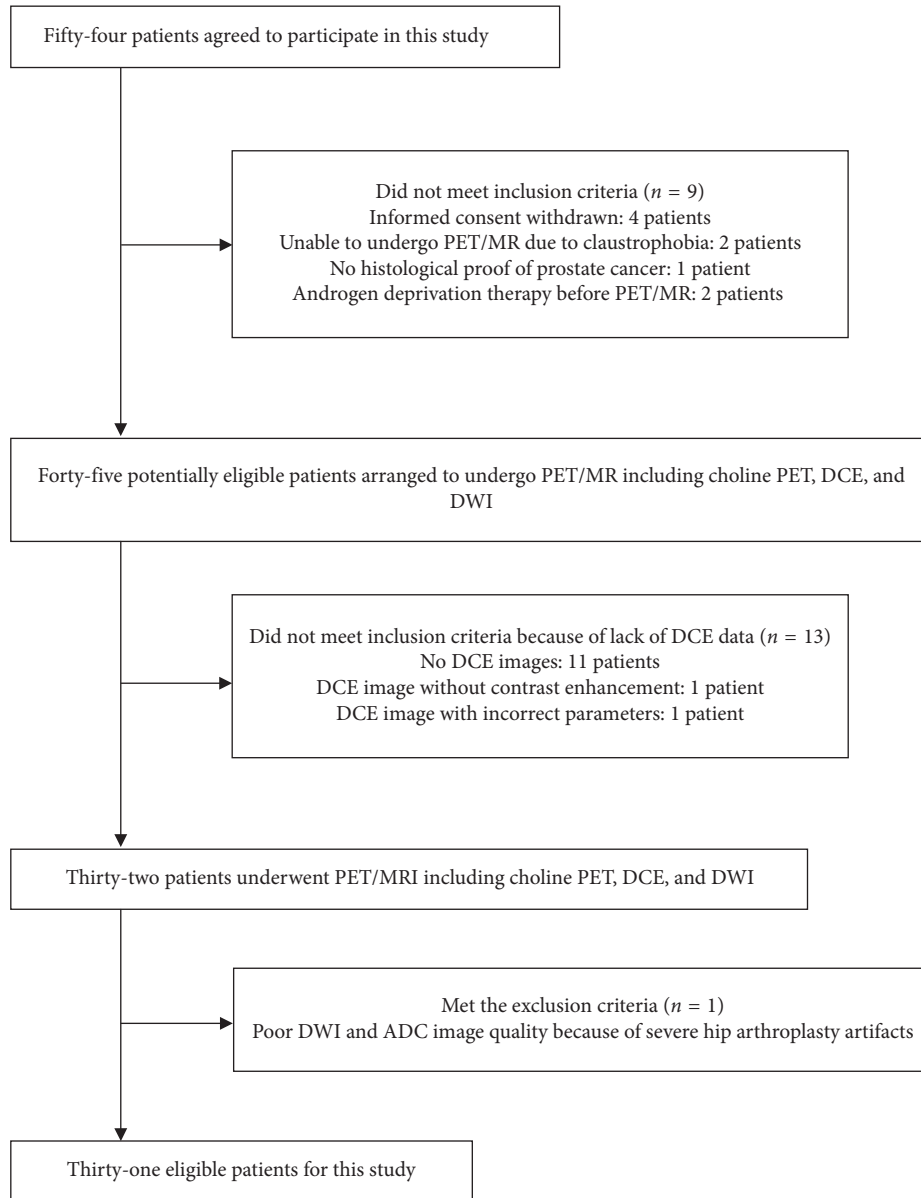 Fifty-four patients agreed to participate in this study
Did not meet inclusion criteria (n = 9)
Informed consent withdrawn: 4 patients
Unable to undergo PET/MR due to claustrophobia: 2 patients
No histological proof of prostate cancer: 1 patient
Androgen deprivation therapy before PET/MR: 2 patients
Forty-five potentially eligible patients arranged to undergo PET/MR including choline PET, DCE, and
DWI
Did not meet inclusion criteria because of lack of DCE data (n = 13)
No DCE images: 11 patients
DCE image without contrast enhancement: 1 patient
DCE image with incorrect parameters: 1 patient
Thirty-two patients underwent PET/MRI including choline PET, DCE, and DWI
Met the exclusion criteria (n = 1)
Poor DWI and ADC image quality because of severe hip arthroplasty artifacts
Thirty-one eligible patients for this study